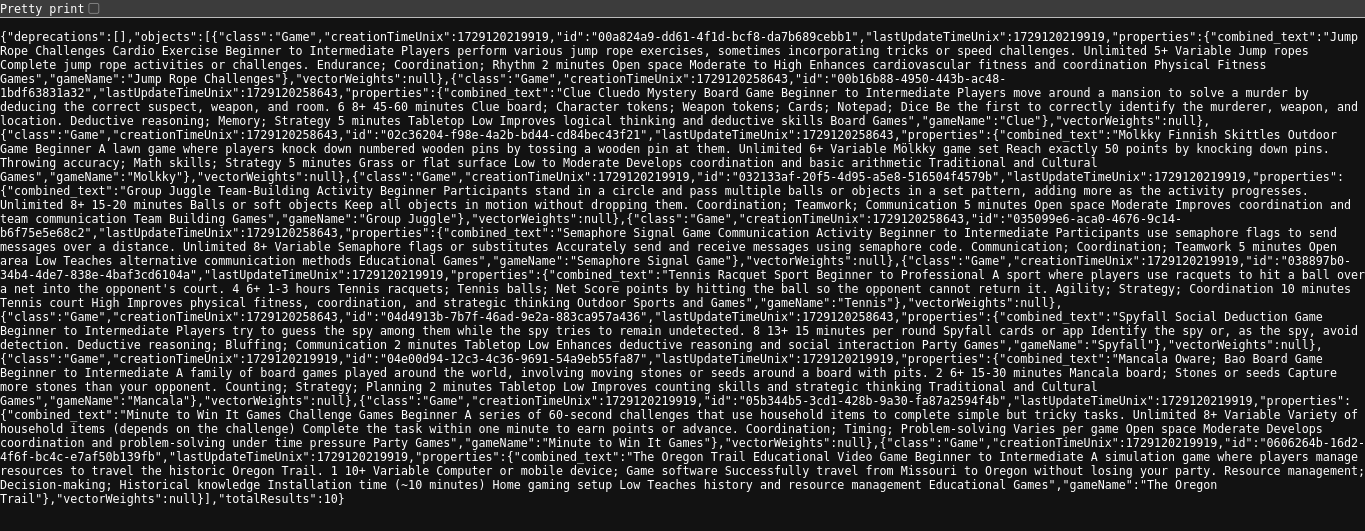 Pretty print
{"deprecations":[],"objects":[{"class":"Game","creationTimeUnix":1729120219919,"id":"00a824a9-dd61-4f1d-bcf8-da7b689cebb1","lastUpdateTimeUnix":1729120219919,"properties":{"combined_text":"Jump
Rope Challenges Cardio Exercise Beginner to Intermediate Players perform various jump rope exercises, sometimes incorporating tricks or speed challenges. Unlimited 5+ Variable Jump ropes
Complete jump rope activities or challenges. Endurance; Coordination; Rhythm 2 minutes Open space Moderate to High Enhances cardiovascular fitness and coordination Physical Fitness
Games","gameName":"Jump Rope Challenges"},"vectorWeights":null},{"class":"Game","creationTimeUnix":1729120258643,"id":"00b16b88-4950-443b-ac48-
1bdf63831a32","lastUpdateTimeUnix":1729120258643,"properties":{"combined_text":"Clue Cluedo Mystery Board Game Beginner to Intermediate Players move around a mansion to solve a murder by
deducing the correct suspect, weapon, and room. 6 8+ 45-60 minutes Clue board; Character tokens; Weapon tokens; Cards; Notepad; Dice Be the first to correctly identify the murderer, weapon, and
location. Deductive reasoning; Memory; Strategy 5 minutes Tabletop Low Improves logical thinking and deductive skills Board Games","gameName":"Clue"},"vectorWeights":null},
{"class":"Game","creationTimeUnix":1729120258643,"id":"02c36204-f98e-4a2b-bd44-cd84bec43f21","lastUpdateTimeUnix":1729120258643,"properties":{"combined_text":"Molkky Finnish Skittles Outdoor
Game Beginner A lawn game where players knock down numbered wooden pins by tossing a wooden pin at them. Unlimited 6+ Variable Mölkky game set Reach exactly 50 points by knocking down pins.
Throwing accuracy; Math skills; Strategy 5 minutes Grass or flat surface Low to Moderate Develops coordination and basic arithmetic Traditional and Cultural
Games","gameName":"Molkky"},"vectorWeights":null},{"class":"Game","creationTimeUnix":1729120219919,"id":"032133af-20f5-4d95-a5e8-516504f4579b","lastUpdateTimeUnix":1729120219919,"properties":
{"combined_text":"Group Juggle Team-Building Activity Beginner Participants stand in a circle and pass multiple balls or objects in a set pattern, adding more as the activity progresses.
Unlimited 8+ 15-20 minutes Balls or soft objects Keep all objects in motion without dropping them. Coordination; Teamwork; Communication 5 minutes Open space Moderate Improves coordination and
team communication Team Building Games","gameName":"Group Juggle"},"vectorWeights":null},{"class":"Game","creationTimeUnix":1729120258643,"id":"035099e6-aca0-4676-9c14-
b6f75e5e68c2","lastUpdateTimeUnix":1729120258643,"properties":{"combined_text":"Semaphore Signal Game Communication Activity Beginner to Intermediate Participants use semaphore flags to send
messages over a distance. Unlimited 8+ Variable Semaphore flags or substitutes Accurately send and receive messages using semaphore code. Communication; Coordination; Teamwork 5 minutes Open
area Low Teaches alternative communication methods Educational Games","gameName":"Semaphore Signal Game"},"vectorWeights":null},{"class":"Game","creationTimeUnix":1729120219919,"id":"038897b0-
34b4-4de7-838e-4baf3cd6104a","lastUpdateTimeUnix":1729120219919,"properties":{"combined_text":"Tennis Racquet Sport Beginner to Professional A sport where players use racquets to hit a ball over
a net into the opponent's court. 4 6+ 1-3 hours Tennis racquets; Tennis balls; Net Score points by hitting the ball so the opponent cannot return it. Agility; Strategy; Coordination 10 minutes
Tennis court High Improves physical fitness, coordination, and strategic thinking Outdoor Sports and Games","gameName":"Tennis"},"vectorWeights":null},
{"class":"Game","creationTimeUnix":1729120258643,"id":"04d4913b-7b7f-46ad-9e2a-883ca957a436","lastUpdateTimeUnix":1729120258643,"properties":{"combined_text":"Spyfall Social Deduction Game
Beginner to Intermediate Players try to guess the spy among them while the spy tries to remain undetected. 8 13+ 15 minutes per round Spyfall cards or app Identify the spy or, as the spy, avoid
detection. Deductive reasoning; Bluffing; Communication 2 minutes Tabletop Low Enhances deductive reasoning and social interaction Party Games","gameName":"Spyfall"},"vectorWeights":null},
{"class":"Game","creationTimeUnix":1729120219919,"id":"04e00d94-12c3-4c36-9691-54a9eb55fa87","lastUpdateTimeUnix":1729120219919,"properties":{"combined_text":"Mancala Oware; Bao Board Game
Beginner to Intermediate A family of board games played around the world, involving moving stones or seeds around a board with pits. 2 6+ 15-30 minutes Mancala board; Stones or seeds Capture
more stones than your opponent. Counting; Strategy; Planning 2 minutes Tabletop Low Improves counting skills and strategic thinking Traditional and Cultural
Games","gameName":"Mancala"},"vectorWeights":null},{"class":"Game","creationTimeUnix":1729120219919,"id":"05b344b5-3cd1-428b-9a30-fa87a2594f4b","lastUpdateTimeUnix":1729120219919,"properties":
{"combined_text":"Minute to Win It Games Challenge Games Beginner A series of 60-second challenges that use household items to complete simple but tricky tasks. Unlimited 8+ Variable Variety of
household items (depends on the challenge) Complete the task within one minute to earn points or advance. Coordination; Timing; Problem-solving Varies per game Open space Moderate Develops
coordination and problem-solving under time pressure Party Games","gameName":"Minute to Win It Games"},"vectorWeights":null},{"class":"Game","creationTimeUnix":1729120219919,"id":"0606264b-16d2-
4f6f-bc4c-e7af50b139fb","lastUpdateTimeUnix":1729120219919,"properties":{"combined_text":"The Oregon Trail Educational Video Game Beginner to Intermediate A simulation game where players manage
resources to travel the historic Oregon Trail. 1 10+ Variable Computer or mobile device; Game software Successfully travel from Missouri to Oregon without losing your party. Resource management;
Decision-making; Historical knowledge Installation time (~10 minutes) Home gaming setup Low Teaches history and resource management Educational Games","gameName":"The Oregon
Trail"},"vectorWeights":null}],"totalResults":10}